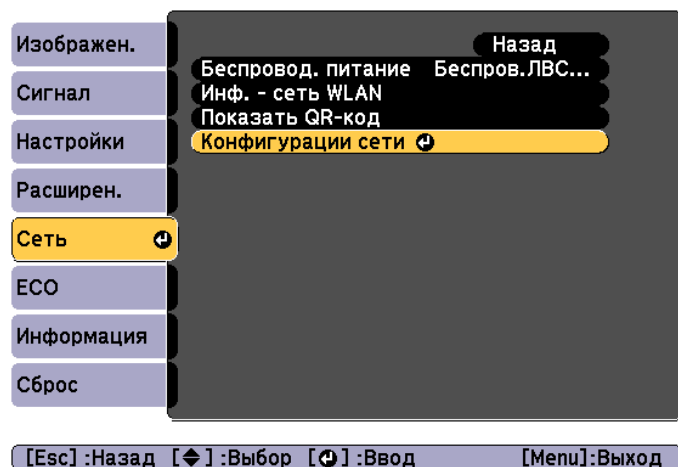 Изображен.
Сигнал
Настройки
Расширен.
Сеть
ECO
Информация
Сброс
Назад
Беспровод. питание Беспров.ЛВС...
Инф. - сеть WLAN
Показать QR-код
Конфигурации сети
[Esc] :Назад [ ] :Выбор [ ] :Ввод [Menu]:Выход